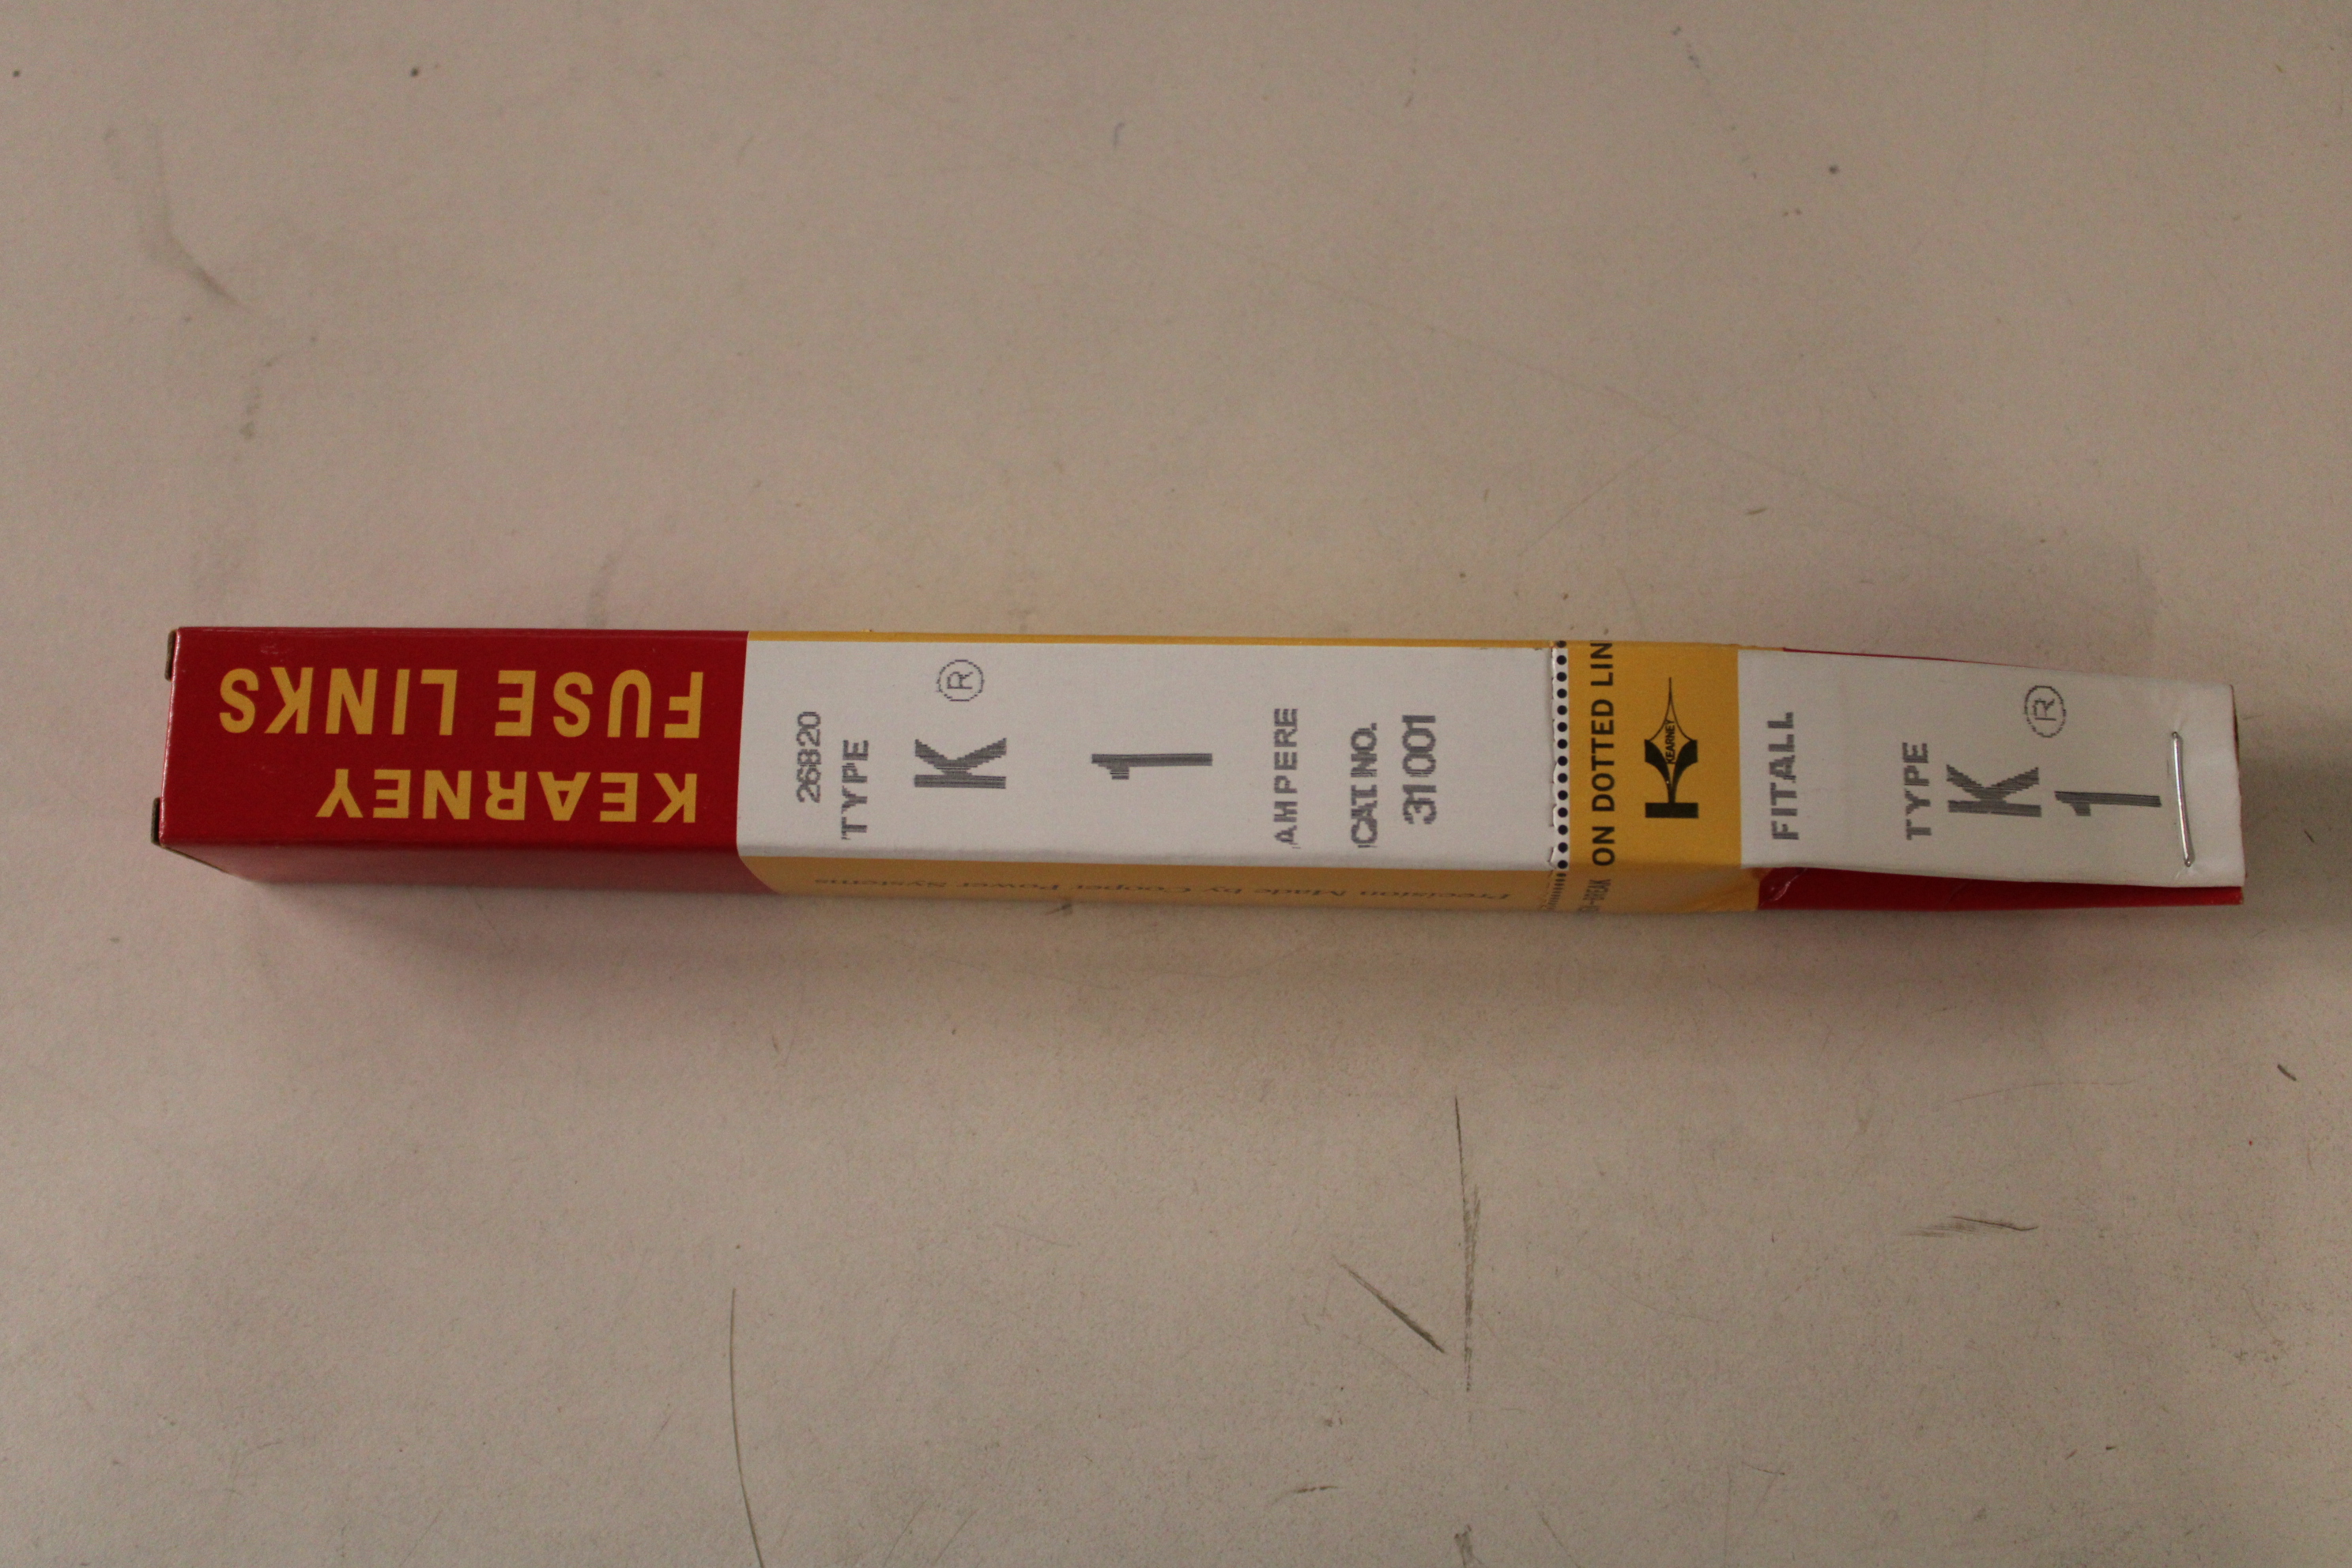 KEARNEY
FUSE LINKS
26820
TYPE
K ®
1
AMPERE
CAT NO.
31001
Precision Made by Cooper Power Systems
BREAK ON DOTTED LIN
KEARNEY
FITALL
TYPE
K ®
1